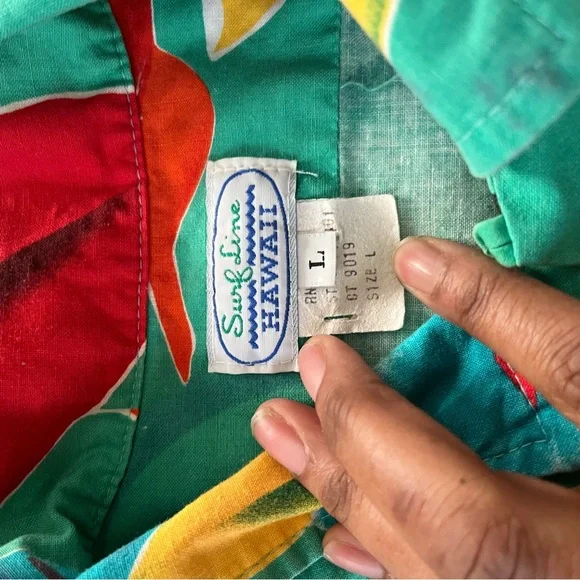 Surf Line
HAWAII
L
RN
ST
CT 9019
SIZE L